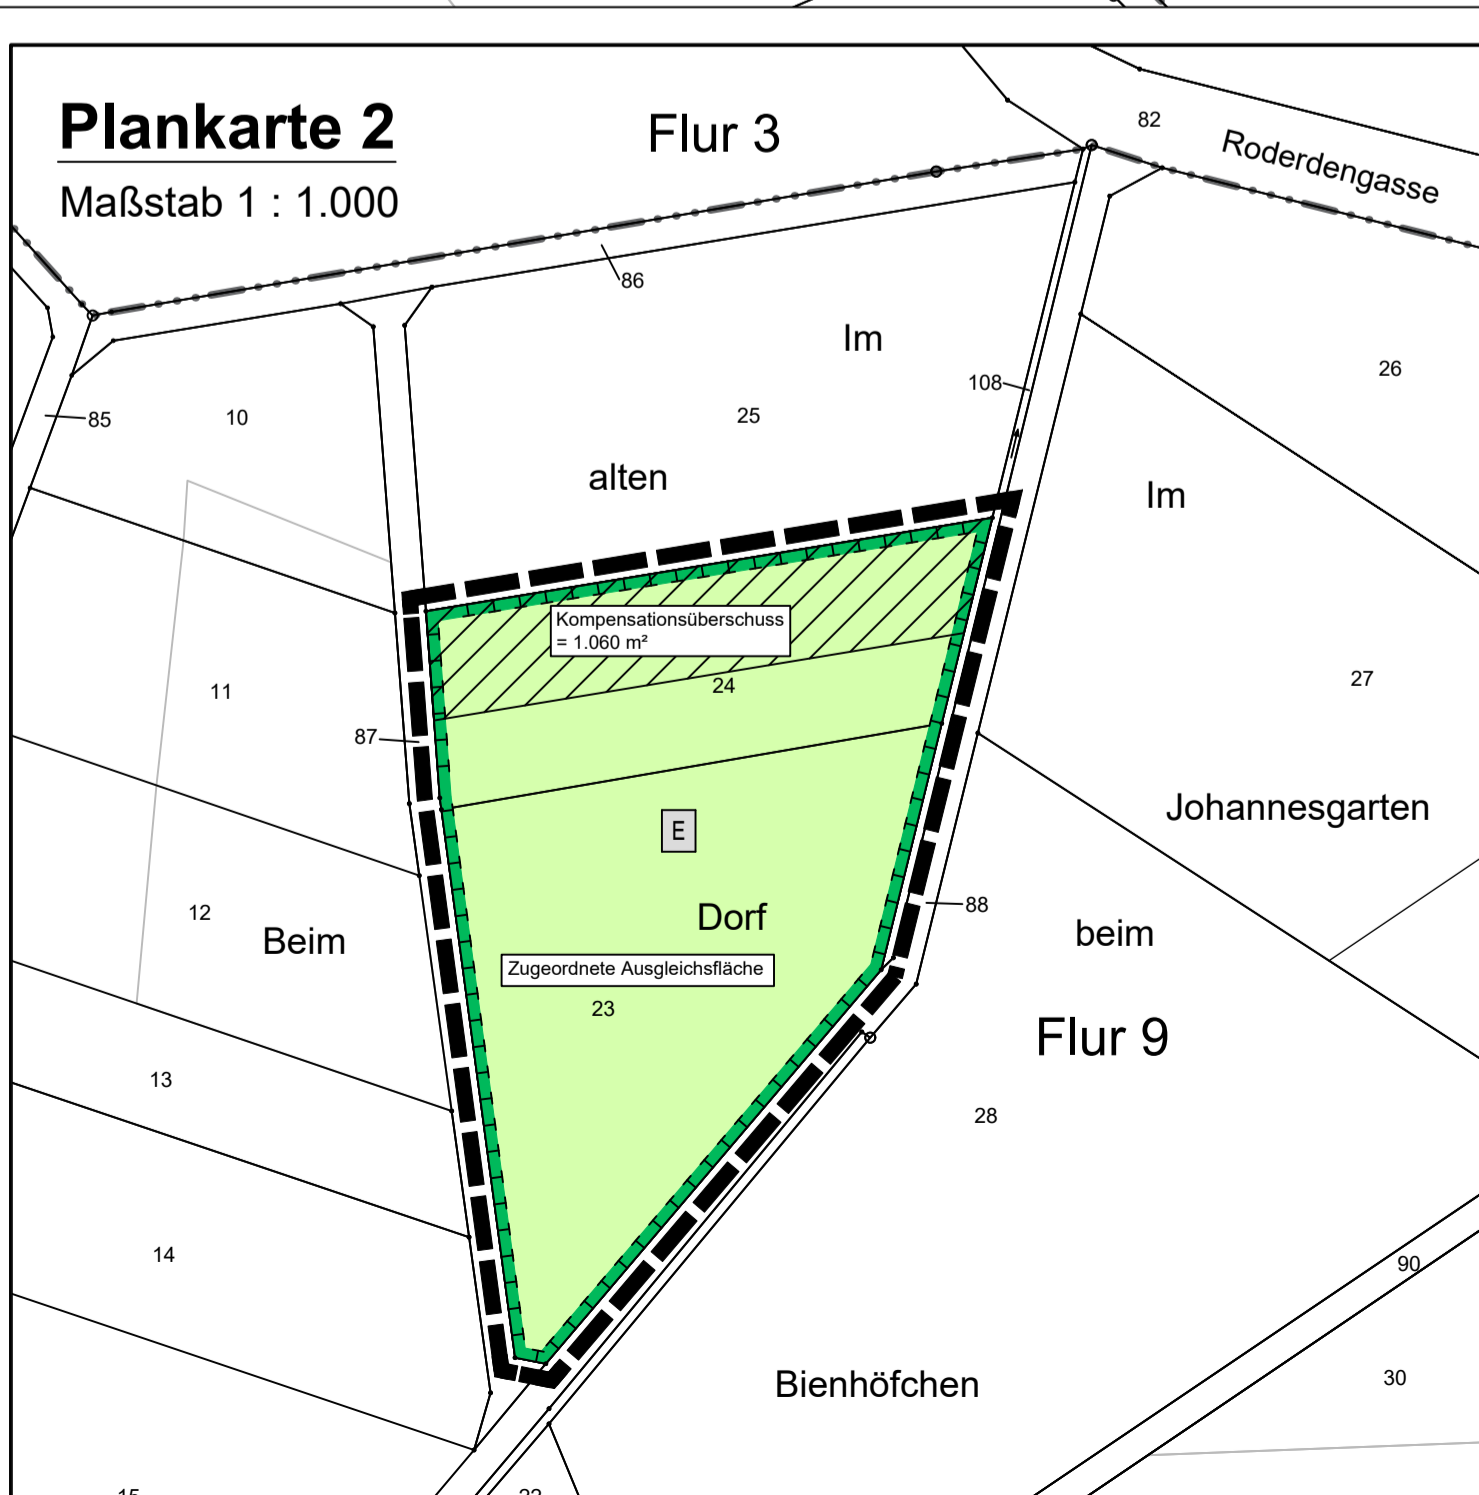 Plankarte 2
Maßstab 1 : 1.000
Flur 3
82
Roderdengasse
86
Im
26
108
85
10
25
alten
Im
Kompensationsüberschuss
= 1.060 m²
24
11
27
87
Johannesgarten
E
12
Beim
Dorf
88
beim
Zugeordnete Ausgleichsfläche
23
Flur 9
13
28
14
90
Bienhöfchen
30